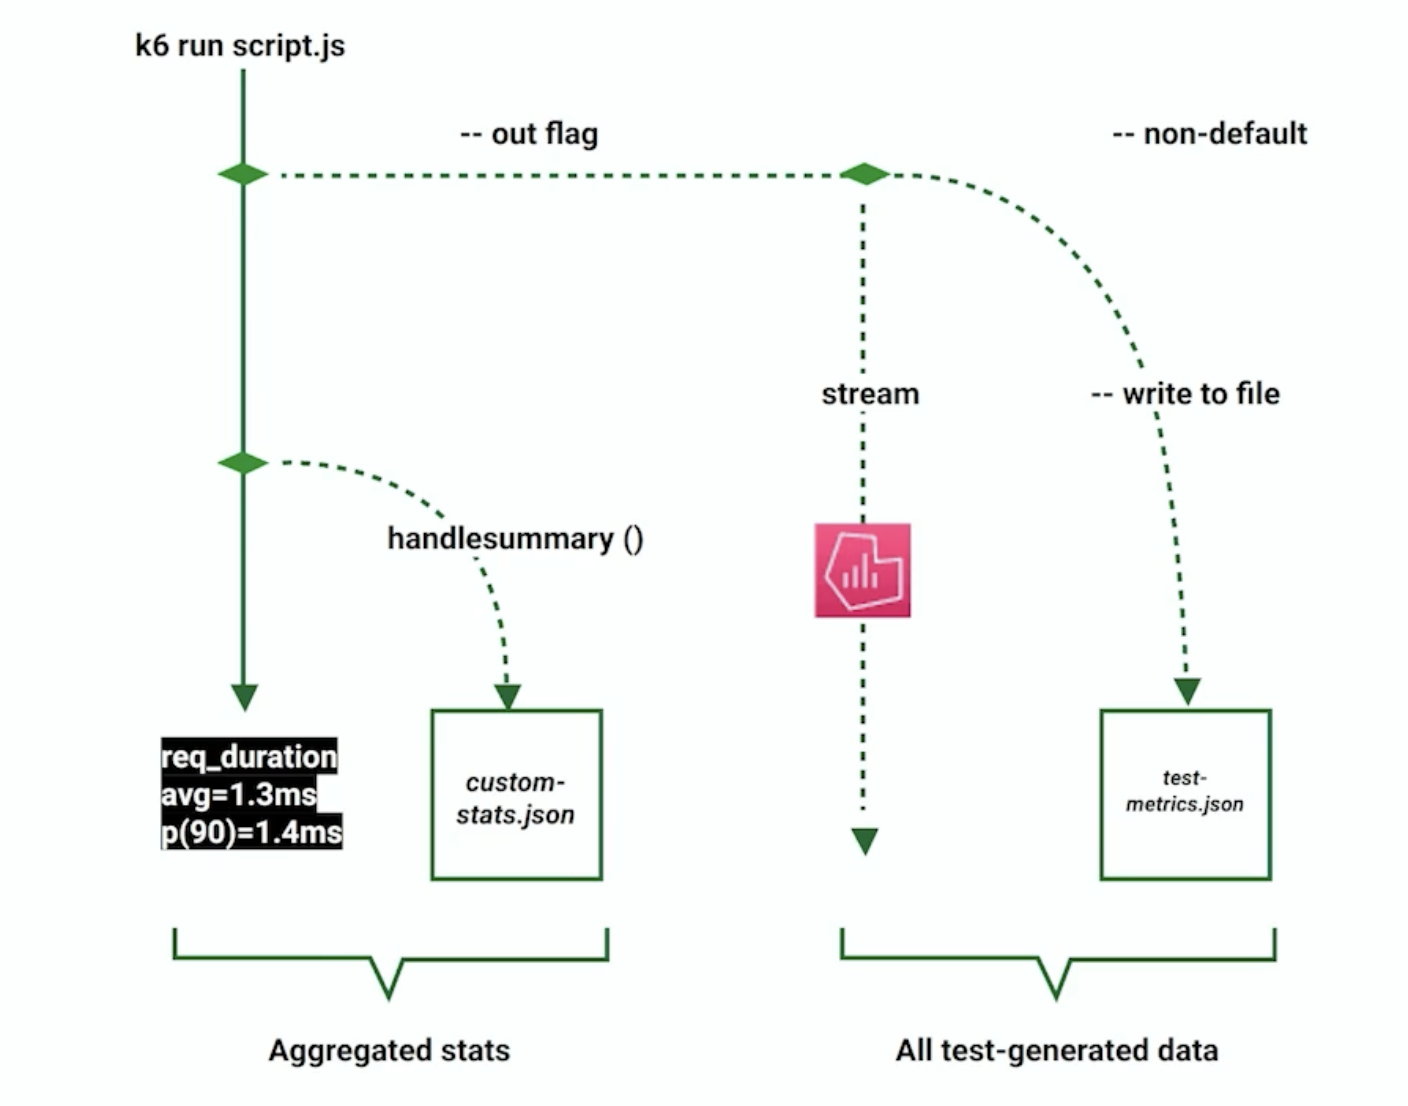 k6 run script.js
-- out flag
-- non-default
stream
-- write to file
handlesummary ()
req_duration
avg=1.3ms
p(90)=1.4ms
custom-
stats.json
test-
metrics.json
Aggregated stats
All test-generated data